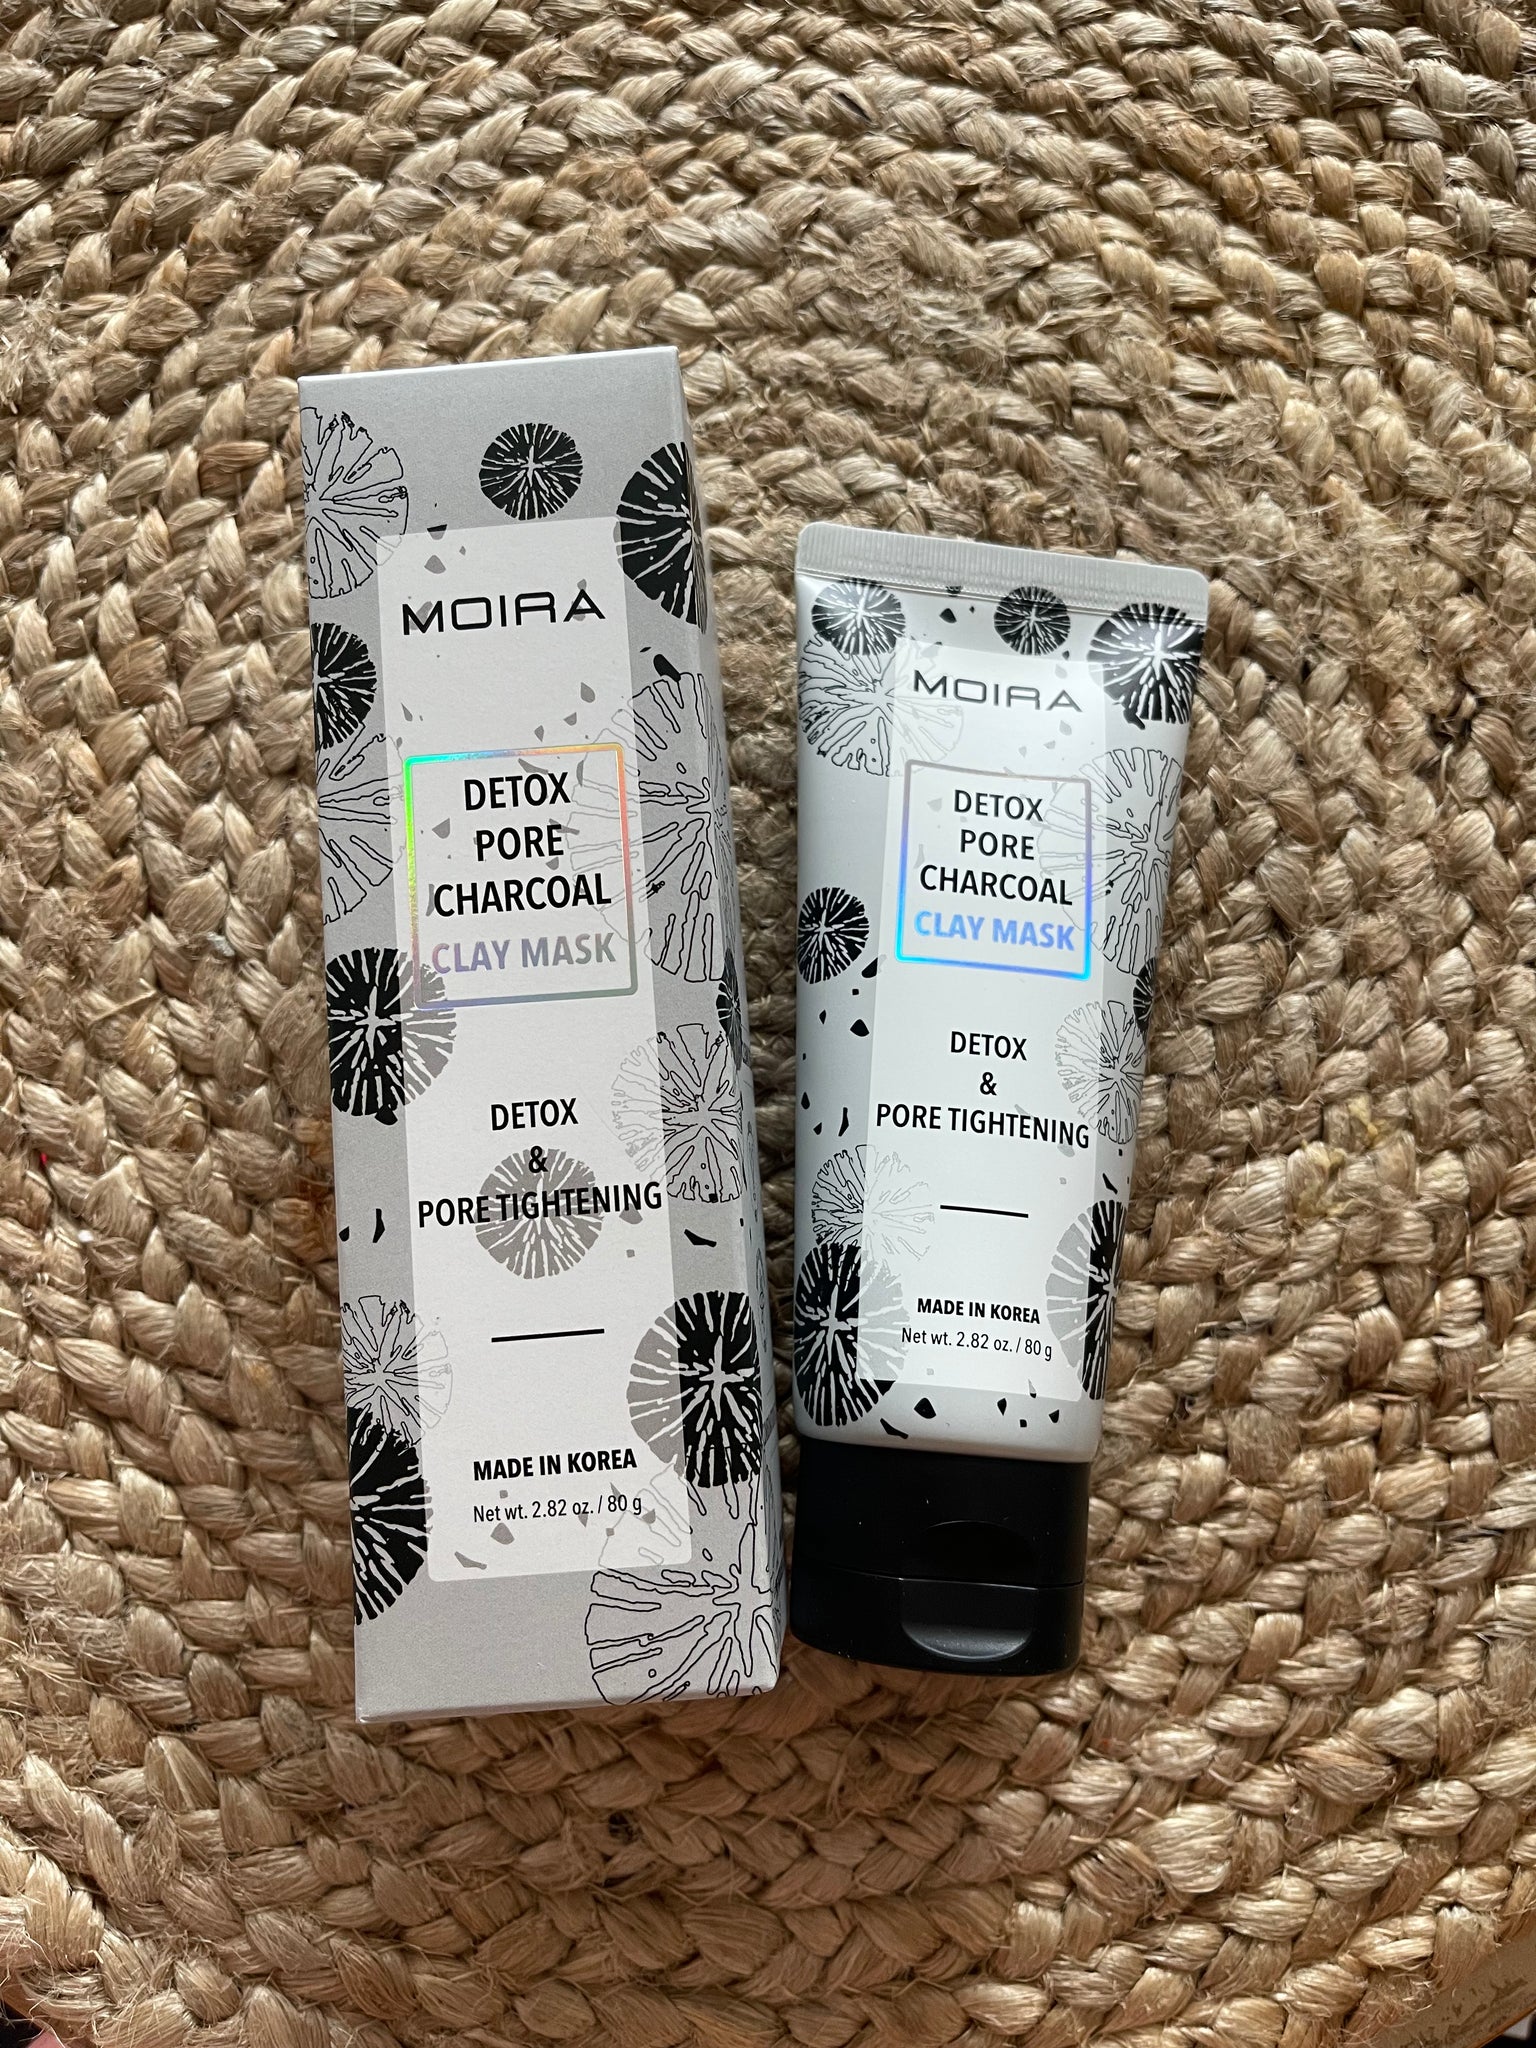 MOIRA
DETOX
PORE
CHARCOAL
CLAY MASK
DETOX
&
PORE TIGHTENING
MADE IN KOREA
Net wt. 2.82 oz. / 80 g
MOIRA
DETOX
PORE
CHARCOAL
CLAY MASK
DETOX
&
PORE TIGHTENING
MADE IN KOREA
Net wt. 2.82 oz. / 80 g